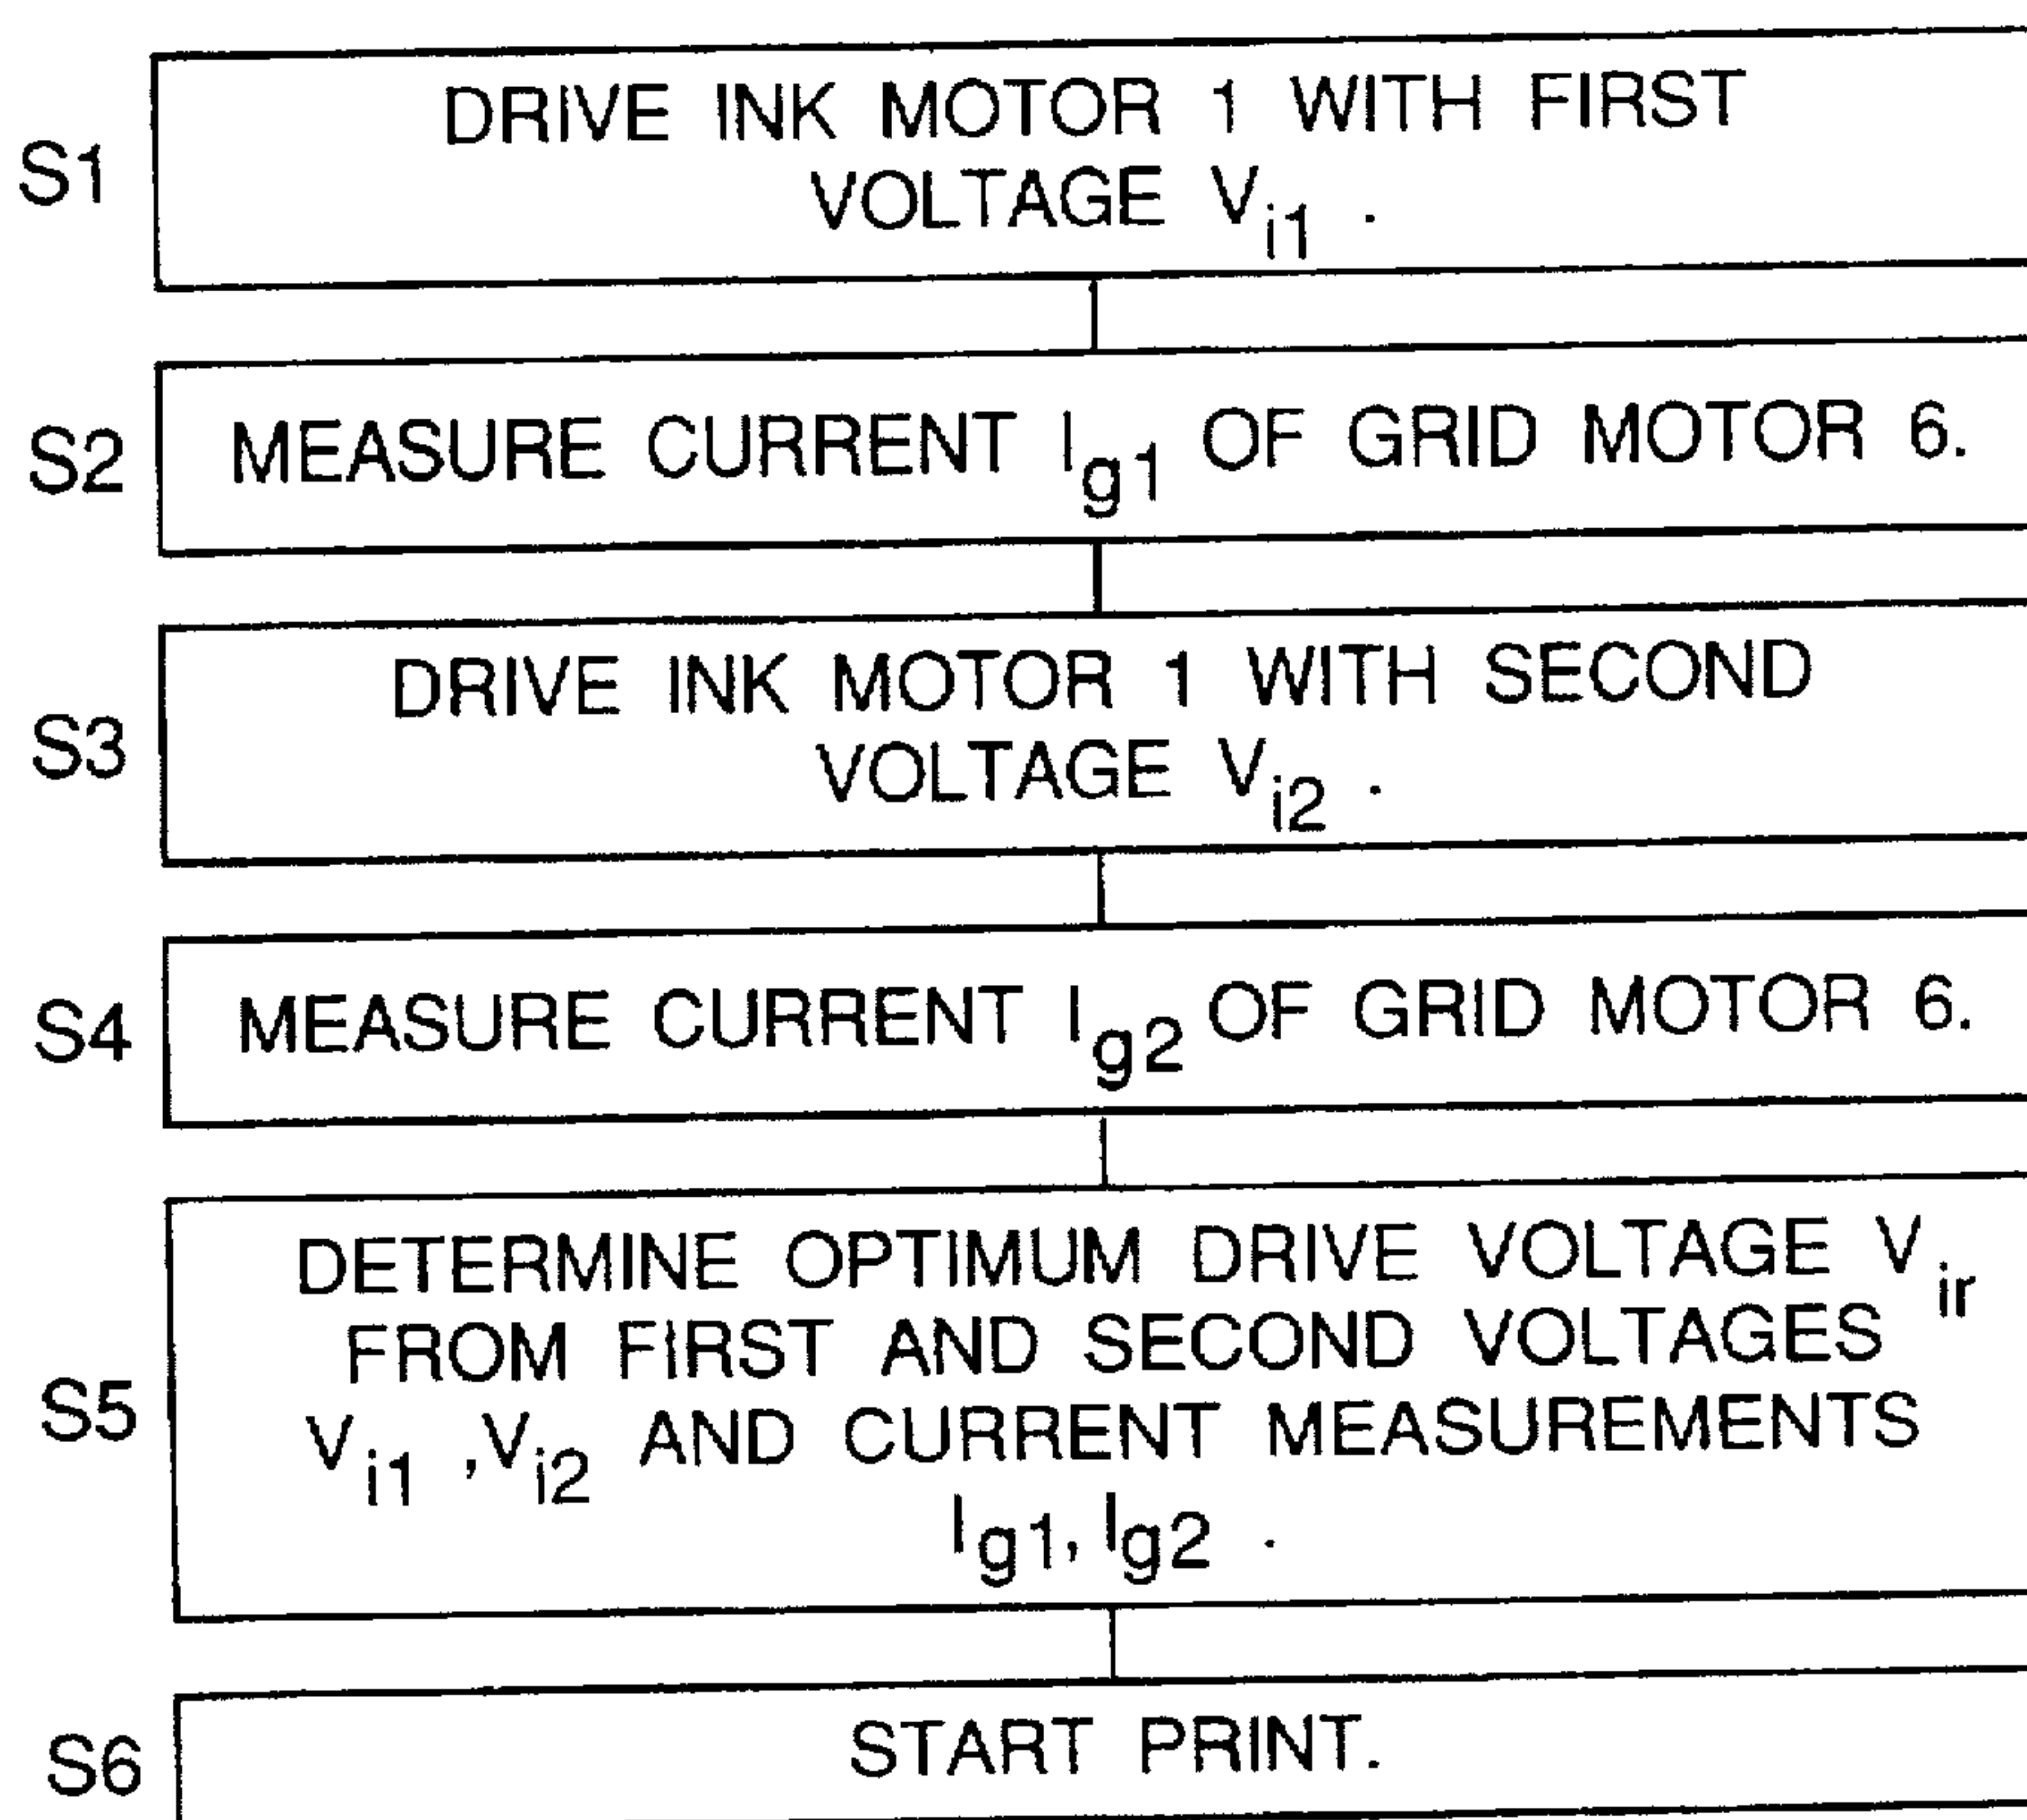 DRIVE INK MOTOR 1 WITH FIRST
S1
VOLTAGE Vi1 .
S2
MEASURE CURRENT Ig1 OF GRID MOTOR 6.
DRIVE INK MOTOR 1 WITH SECOND
S3
VOLTAGE Vi2 .
S4
MEASURE CURRENT Ig2 OF GRID MOTOR 6.
DETERMINE OPTIMUM DRIVE VOLTAGE Vir
FROM FIRST AND SECOND VOLTAGES
S5
Vi1 ,Vi2 AND CURRENT MEASUREMENTS
Ig1, Ig2 .
S6
START PRINT.